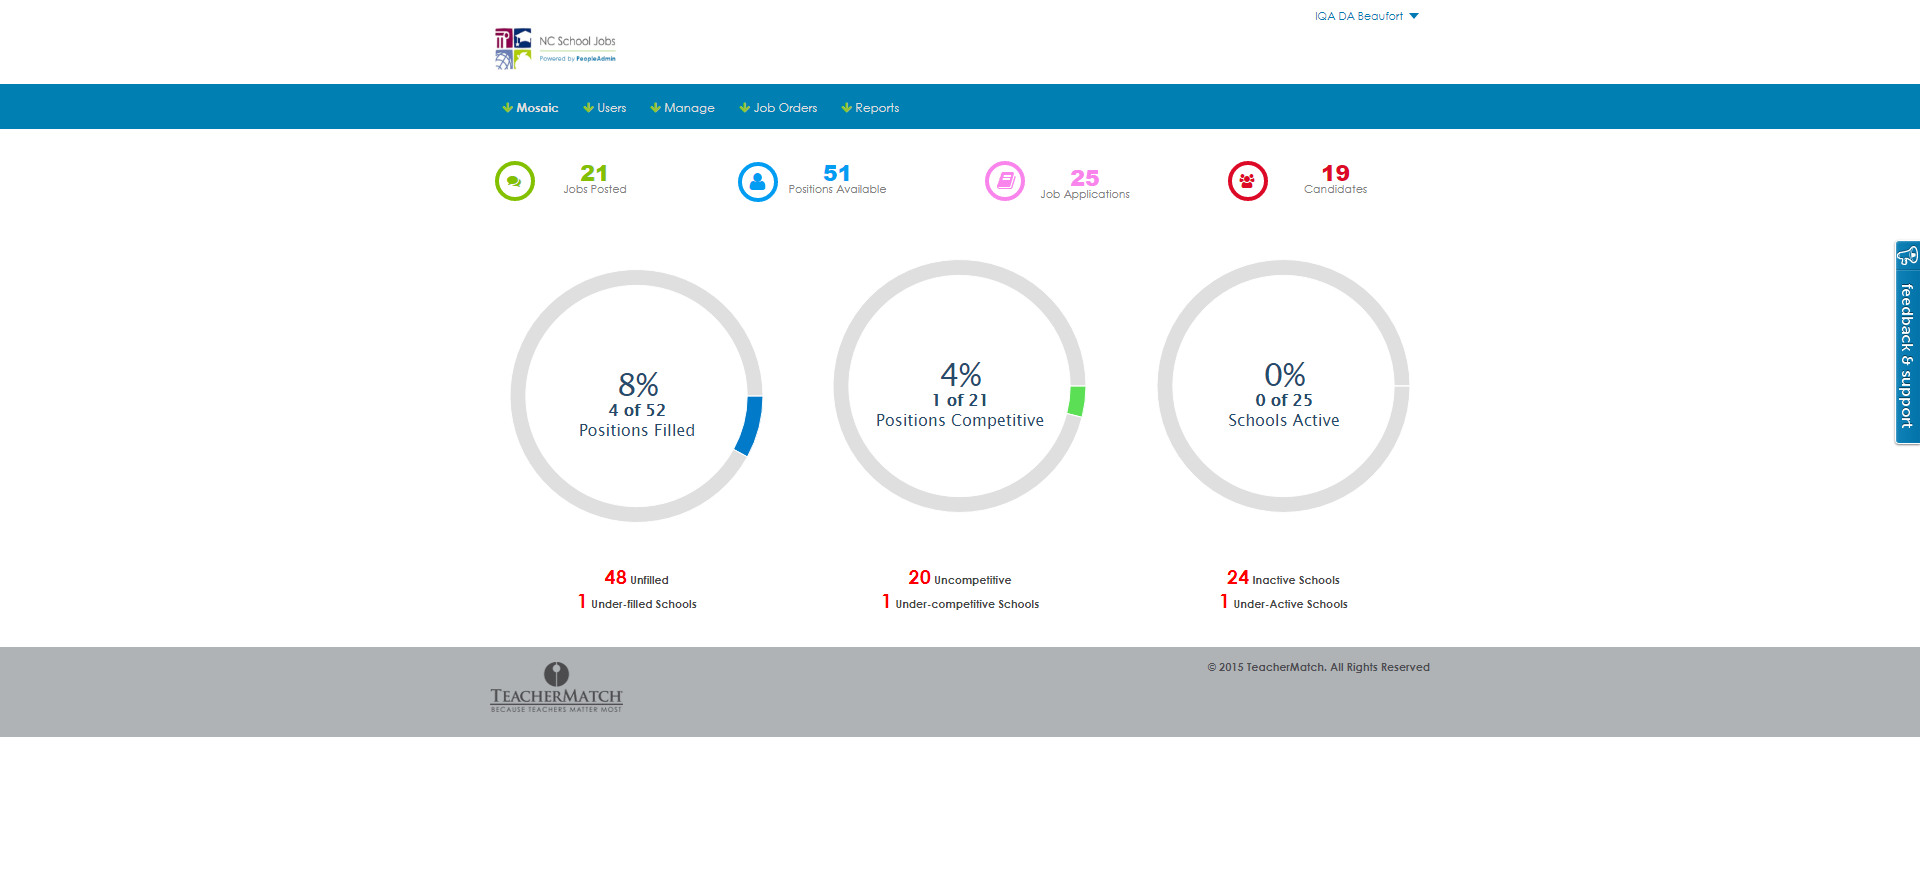 IQA DA Beaufort
NC School Jobs
Powered by PeopleAdmin
Mosaic Users Manage Job Orders Reports
21
Jobs Posted
51
Positions Available
25
Job Applications
19
Candidates
8%
4 of 52
Positions Filled
4%
1 of 21
Positions Competitive
0%
0 of 25
Schools Active
feedback & support
48 Unfilled
1 Under-filled Schools
20 Uncompetitive
1 Under-competitive Schools
24 Inactive Schools
1 Under-Active Schools
TEACHERMATCH
BECAUSE TEACHERS MATTER MOST
© 2015 TeacherMatch. All Rights Reserved